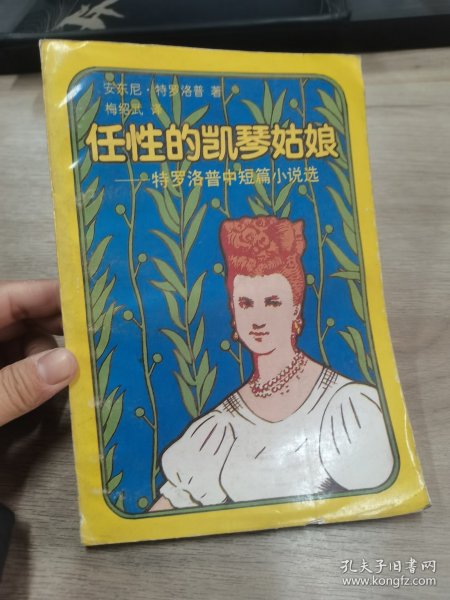 安东尼·特罗洛普 著
梅绍武 译
任性的凯琴姑娘
——特罗洛普中短篇小说选
孔夫子旧书网
www.kongfz.com